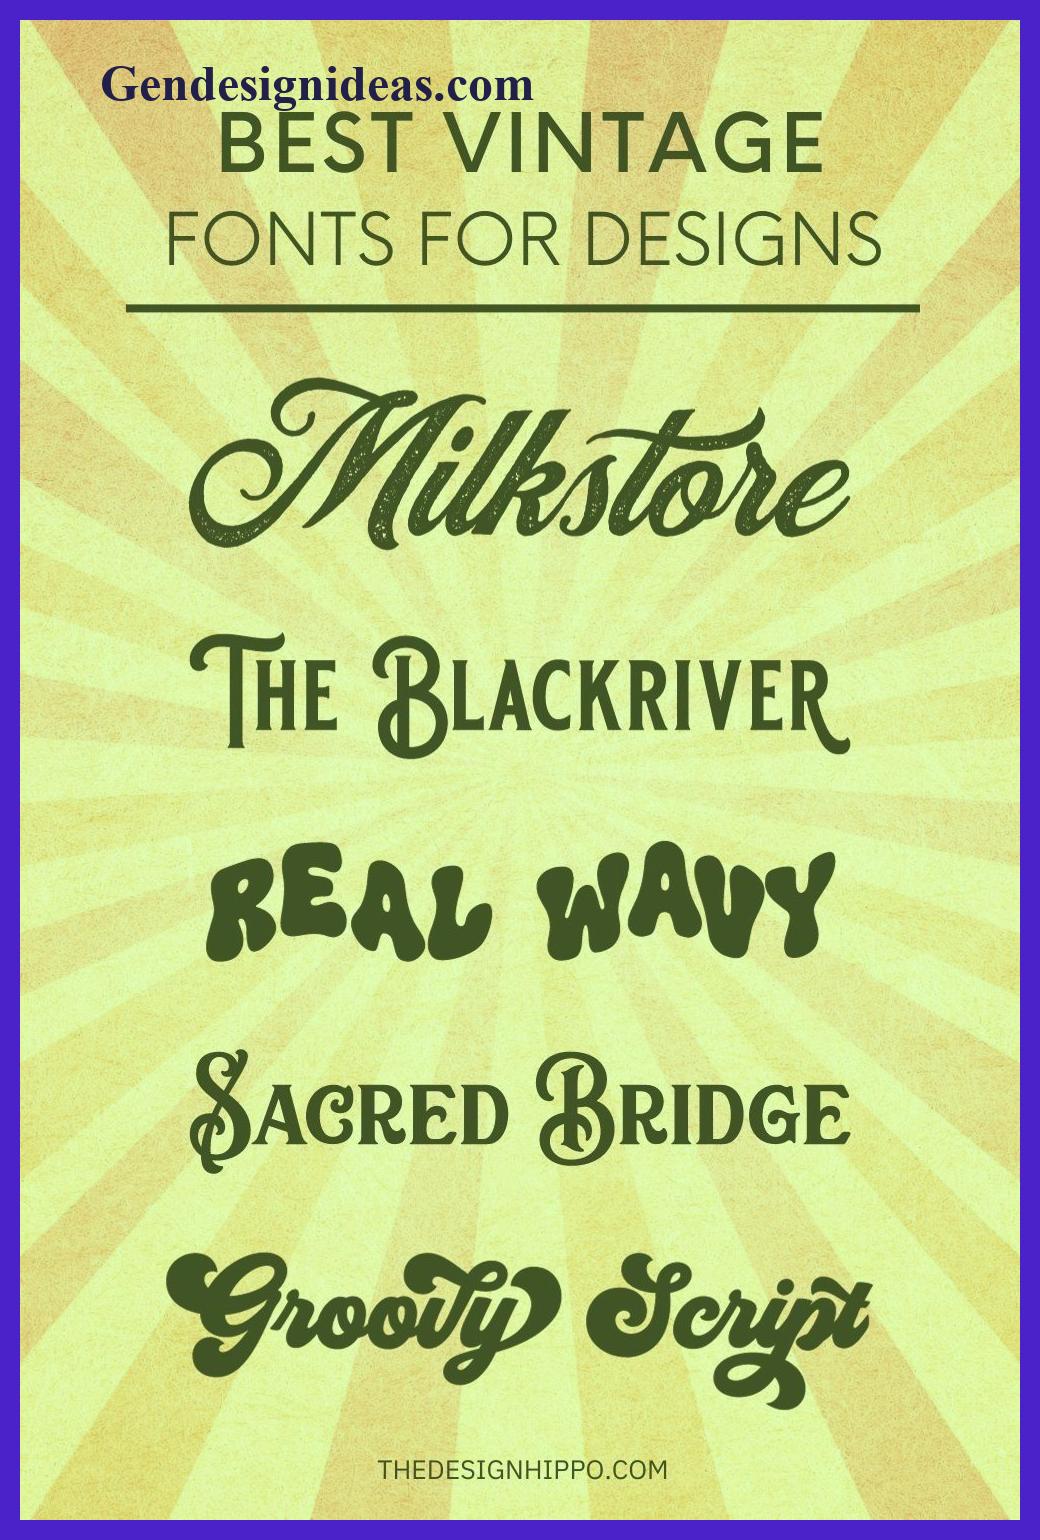 Gendesignideas.com
BEST VINTAGE
FONTS FOR DESIGNS
Milkstore
THE BLACKRIVER
REAL WAVY
SACRED BRIDGE
Groovy Script
THEDESIGNHIPPO.COM